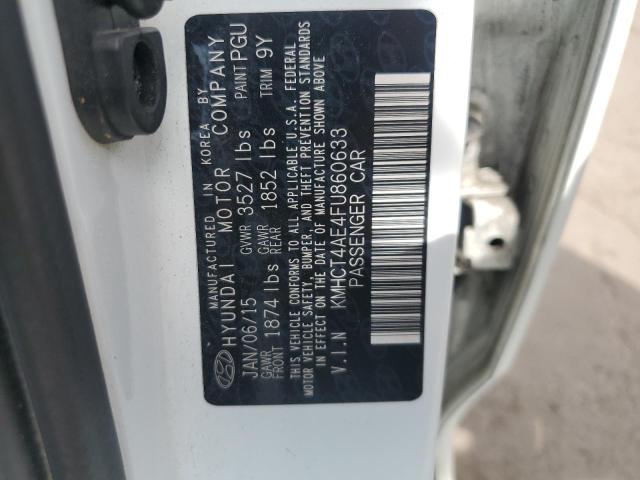 MANUFACTURED IN KOREA BY
HYUNDAI MOTOR COMPANY
JAN/06/15 GVWR 3527 lbs PAINT PGU
GAWR FRONT 1874 lbs GAWR REAR 1852 lbs TRIM 9Y
THIS VEHICLE CONFORMS TO ALL APPLICABLE U.S.A. FEDERAL
MOTOR VEHICLE SAFETY, BUMPER, AND THEFT PREVENTION STANDARDS
IN EFFECT ON THE DATE OF MANUFACTURE SHOWN ABOVE
V.I.N KMHCT4AE4FU860633
PASSENGER CAR